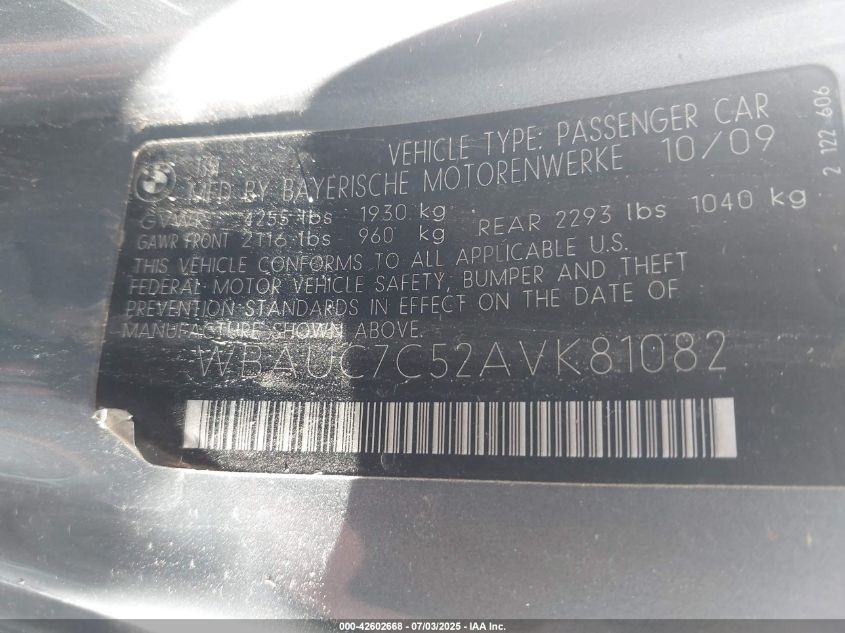 VEHICLE TYPE: PASSENGER CAR
MFD BY BAYERISCHE MOTORENWERKE 10/09
GVWR 4255 lbs 1930 kg
GAWR FRONT 2116 lbs 960 kg REAR 2293 lbs 1040 kg
THIS VEHICLE CONFORMS TO ALL APPLICABLE U.S.
FEDERAL MOTOR VEHICLE SAFETY, BUMPER AND THEFT
PREVENTION STANDARDS IN EFFECT ON THE DATE OF
MANUFACTURE SHOWN ABOVE.
WBAUC7C52AVK81082
2 122 606
000-42602668 - 07/03/2025 - IAA Inc.